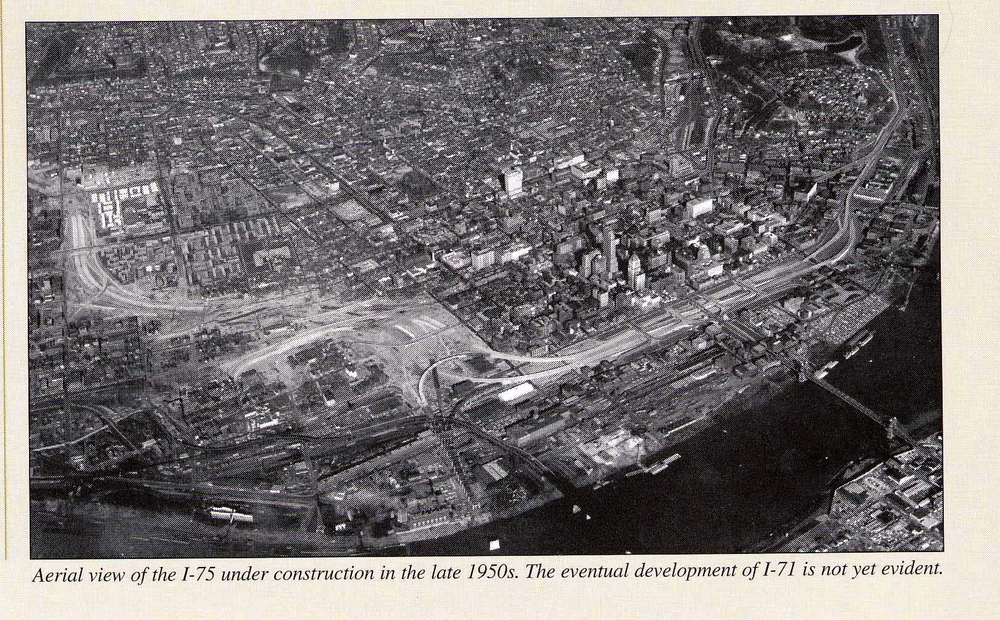 Aerial view of the I-75 under construction in the late 1950s. The eventual development of I-71 is not yet evident.